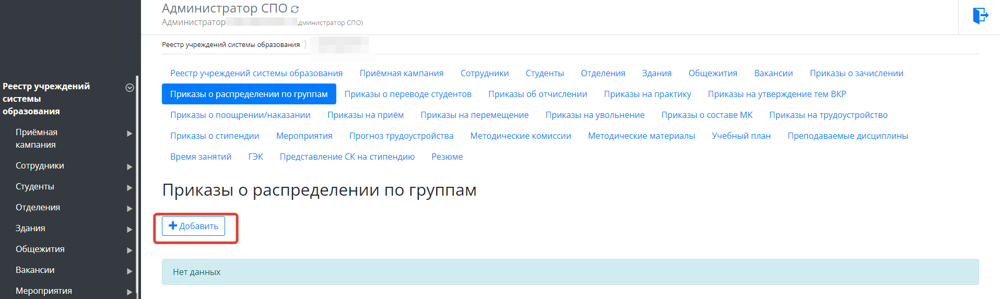 Администратор СПО
Администратор дминистратор СПО)
Реестр учреждений системы образования
Реестр учреждений системы образования Приёмная кампания Сотрудники Студенты Отделения Здания Общежития Вакансии Приказы о зачислении
Приказы о распределении по группам Приказы о переводе студентов Приказы об отчислении Приказы на практику Приказы на утверждение тем ВКР
Приказы о поощрении/наказании Приказы на приём Приказы на перемещение Приказы на увольнение Приказы о составе МК Приказы на трудоустройство
Приказы о стипендии Мероприятия Прогноз трудоустройства Методические комиссии Методические материалы Учебный план Преподаваемые дисциплины
Время занятий ГЭК Представление СК на стипендию Резюме
Приказы о распределении по группам
Добавить
Нет данных
Реестр учреждений
системы
образования
Приёмная
кампания
Сотрудники
Студенты
Отделения
Здания
Общежития
Вакансии
Мероприятия